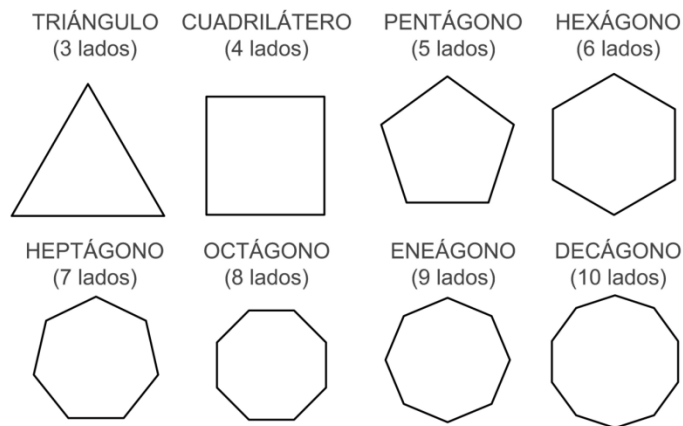 TRIÁNGULO
(3 lados)
CUADRILÁTERO
(4 lados)
PENTÁGONO
(5 lados)
HEXÁGONO
(6 lados)
HEPTÁGONO
(7 lados)
OCTÁGONO
(8 lados)
ENEÁGONO
(9 lados)
DECÁGONO
(10 lados)